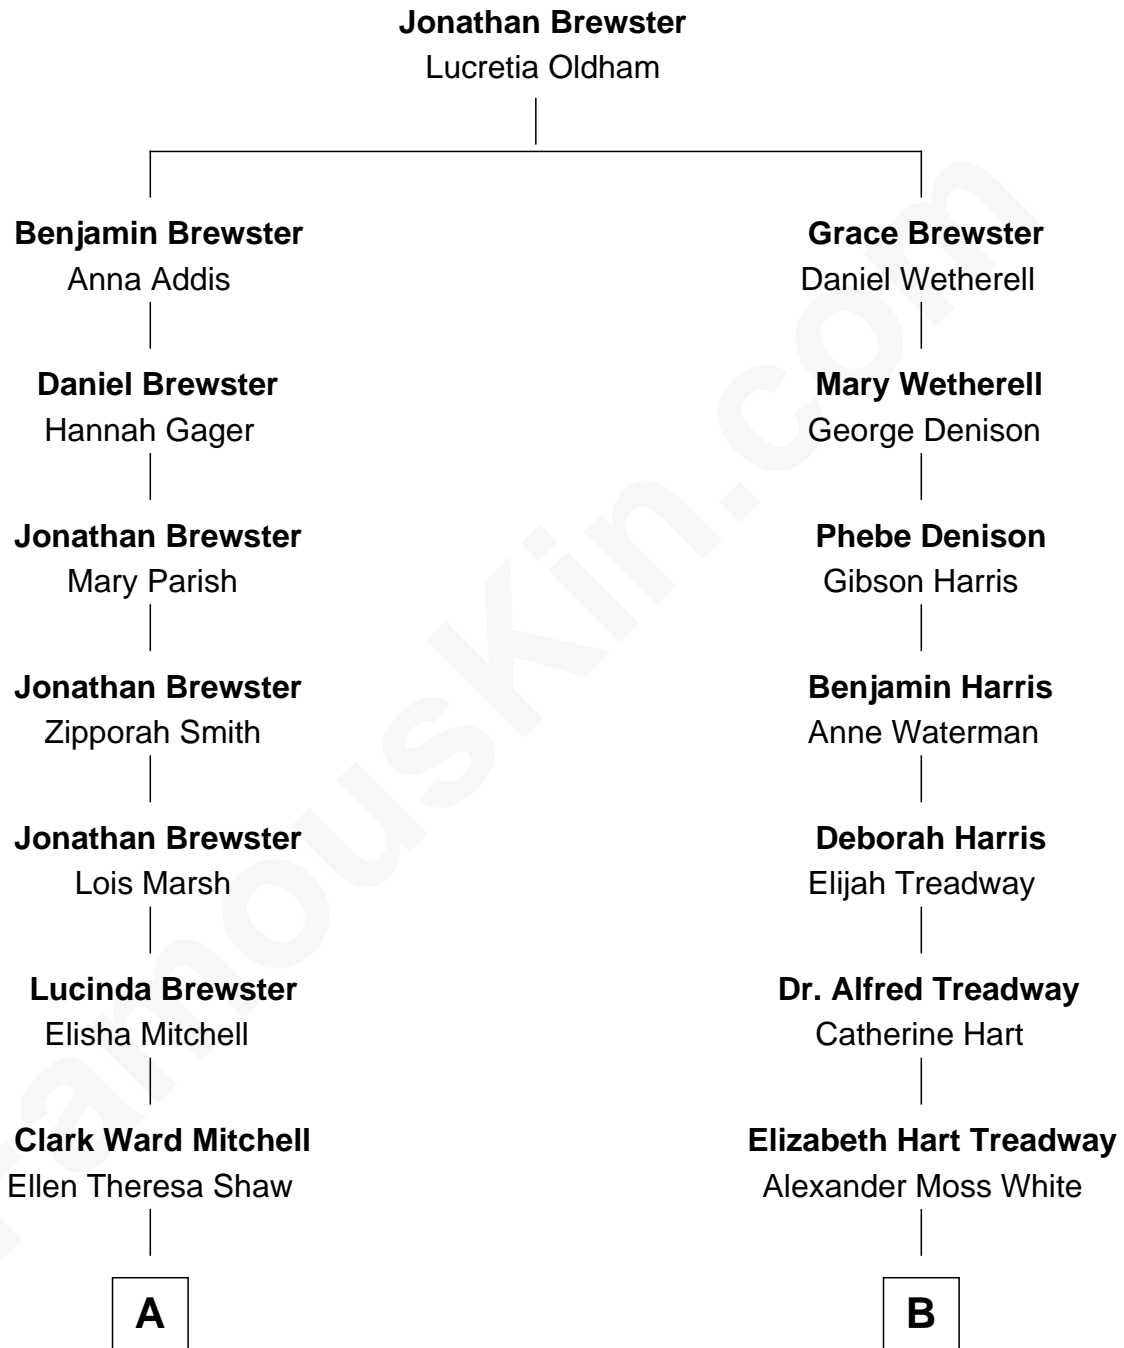 Jonathan Brewster
Lucretia Oldham
Benjamin Brewster
Anna Addis
Grace Brewster
Daniel Wetherell
Daniel Brewster
Hannah Gager
Mary Wetherell
George Denison
Jonathan Brewster
Mary Parish
Phebe Denison
Gibson Harris
Jonathan Brewster
Zipporah Smith
Benjamin Harris
Anne Waterman
Jonathan Brewster
Lois Marsh
Deborah Harris
Elijah Treadway
Lucinda Brewster
Elisha Mitchell
Dr. Alfred Treadway
Catherine Hart
Clark Ward Mitchell
Ellen Theresa Shaw
Elizabeth Hart Treadway
Alexander Moss White
A
B
FamousKin.com